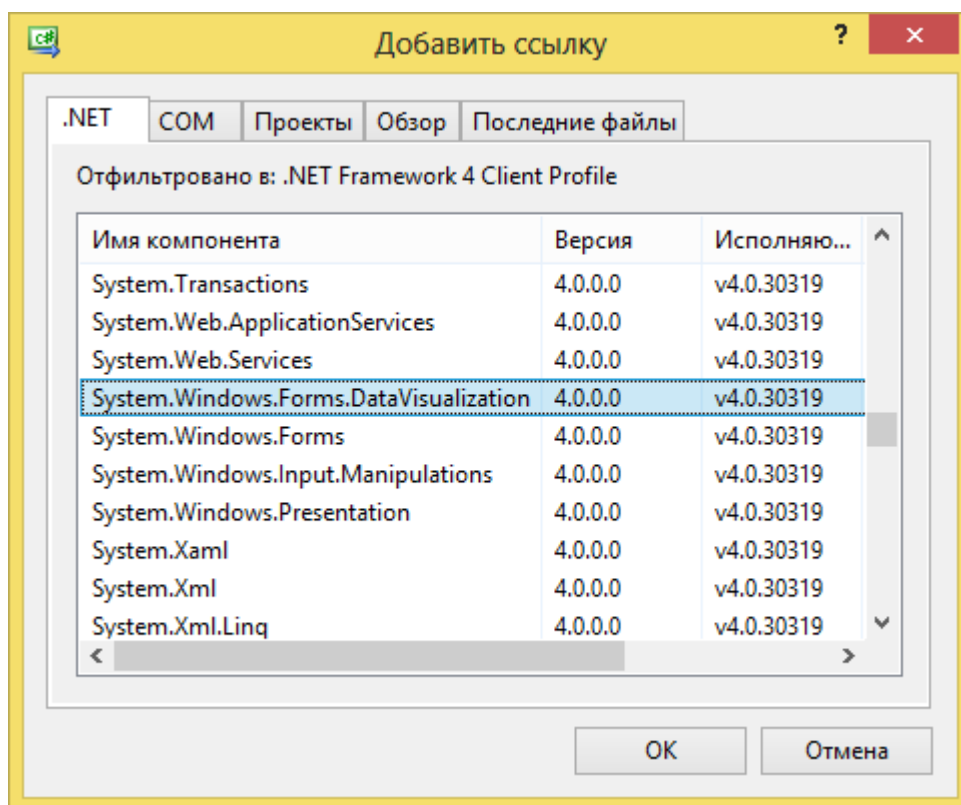 C#
Добавить ссылку ?
.NET COM Проекты Обзор Последние файлы
Отфильтровано в: .NET Framework 4 Client Profile
Имя компонента Версия Исполняю...
System.Transactions 4.0.0.0 v4.0.30319
System.Web.ApplicationServices 4.0.0.0 v4.0.30319
System.Web.Services 4.0.0.0 v4.0.30319
System.Windows.Forms.DataVisualization 4.0.0.0 v4.0.30319
System.Windows.Forms 4.0.0.0 v4.0.30319
System.Windows.Input.Manipulations 4.0.0.0 v4.0.30319
System.Windows.Presentation 4.0.0.0 v4.0.30319
System.Xaml 4.0.0.0 v4.0.30319
System.Xml 4.0.0.0 v4.0.30319
System.Xml.Linq 4.0.0.0 v4.0.30319
OK Отмена